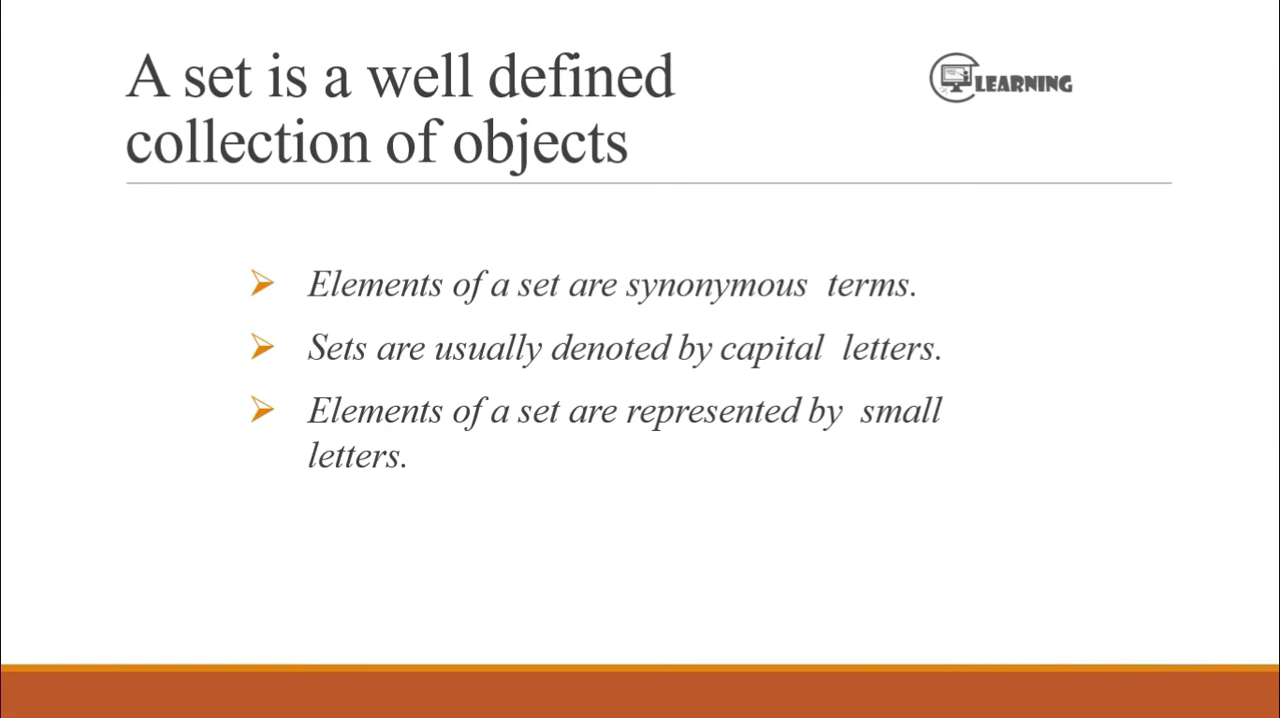 A set is a well defined
collection of objects
LEARNING
Elements of a set are synonymous terms.
Sets are usually denoted by capital letters.
Elements of a set are represented by small
letters.